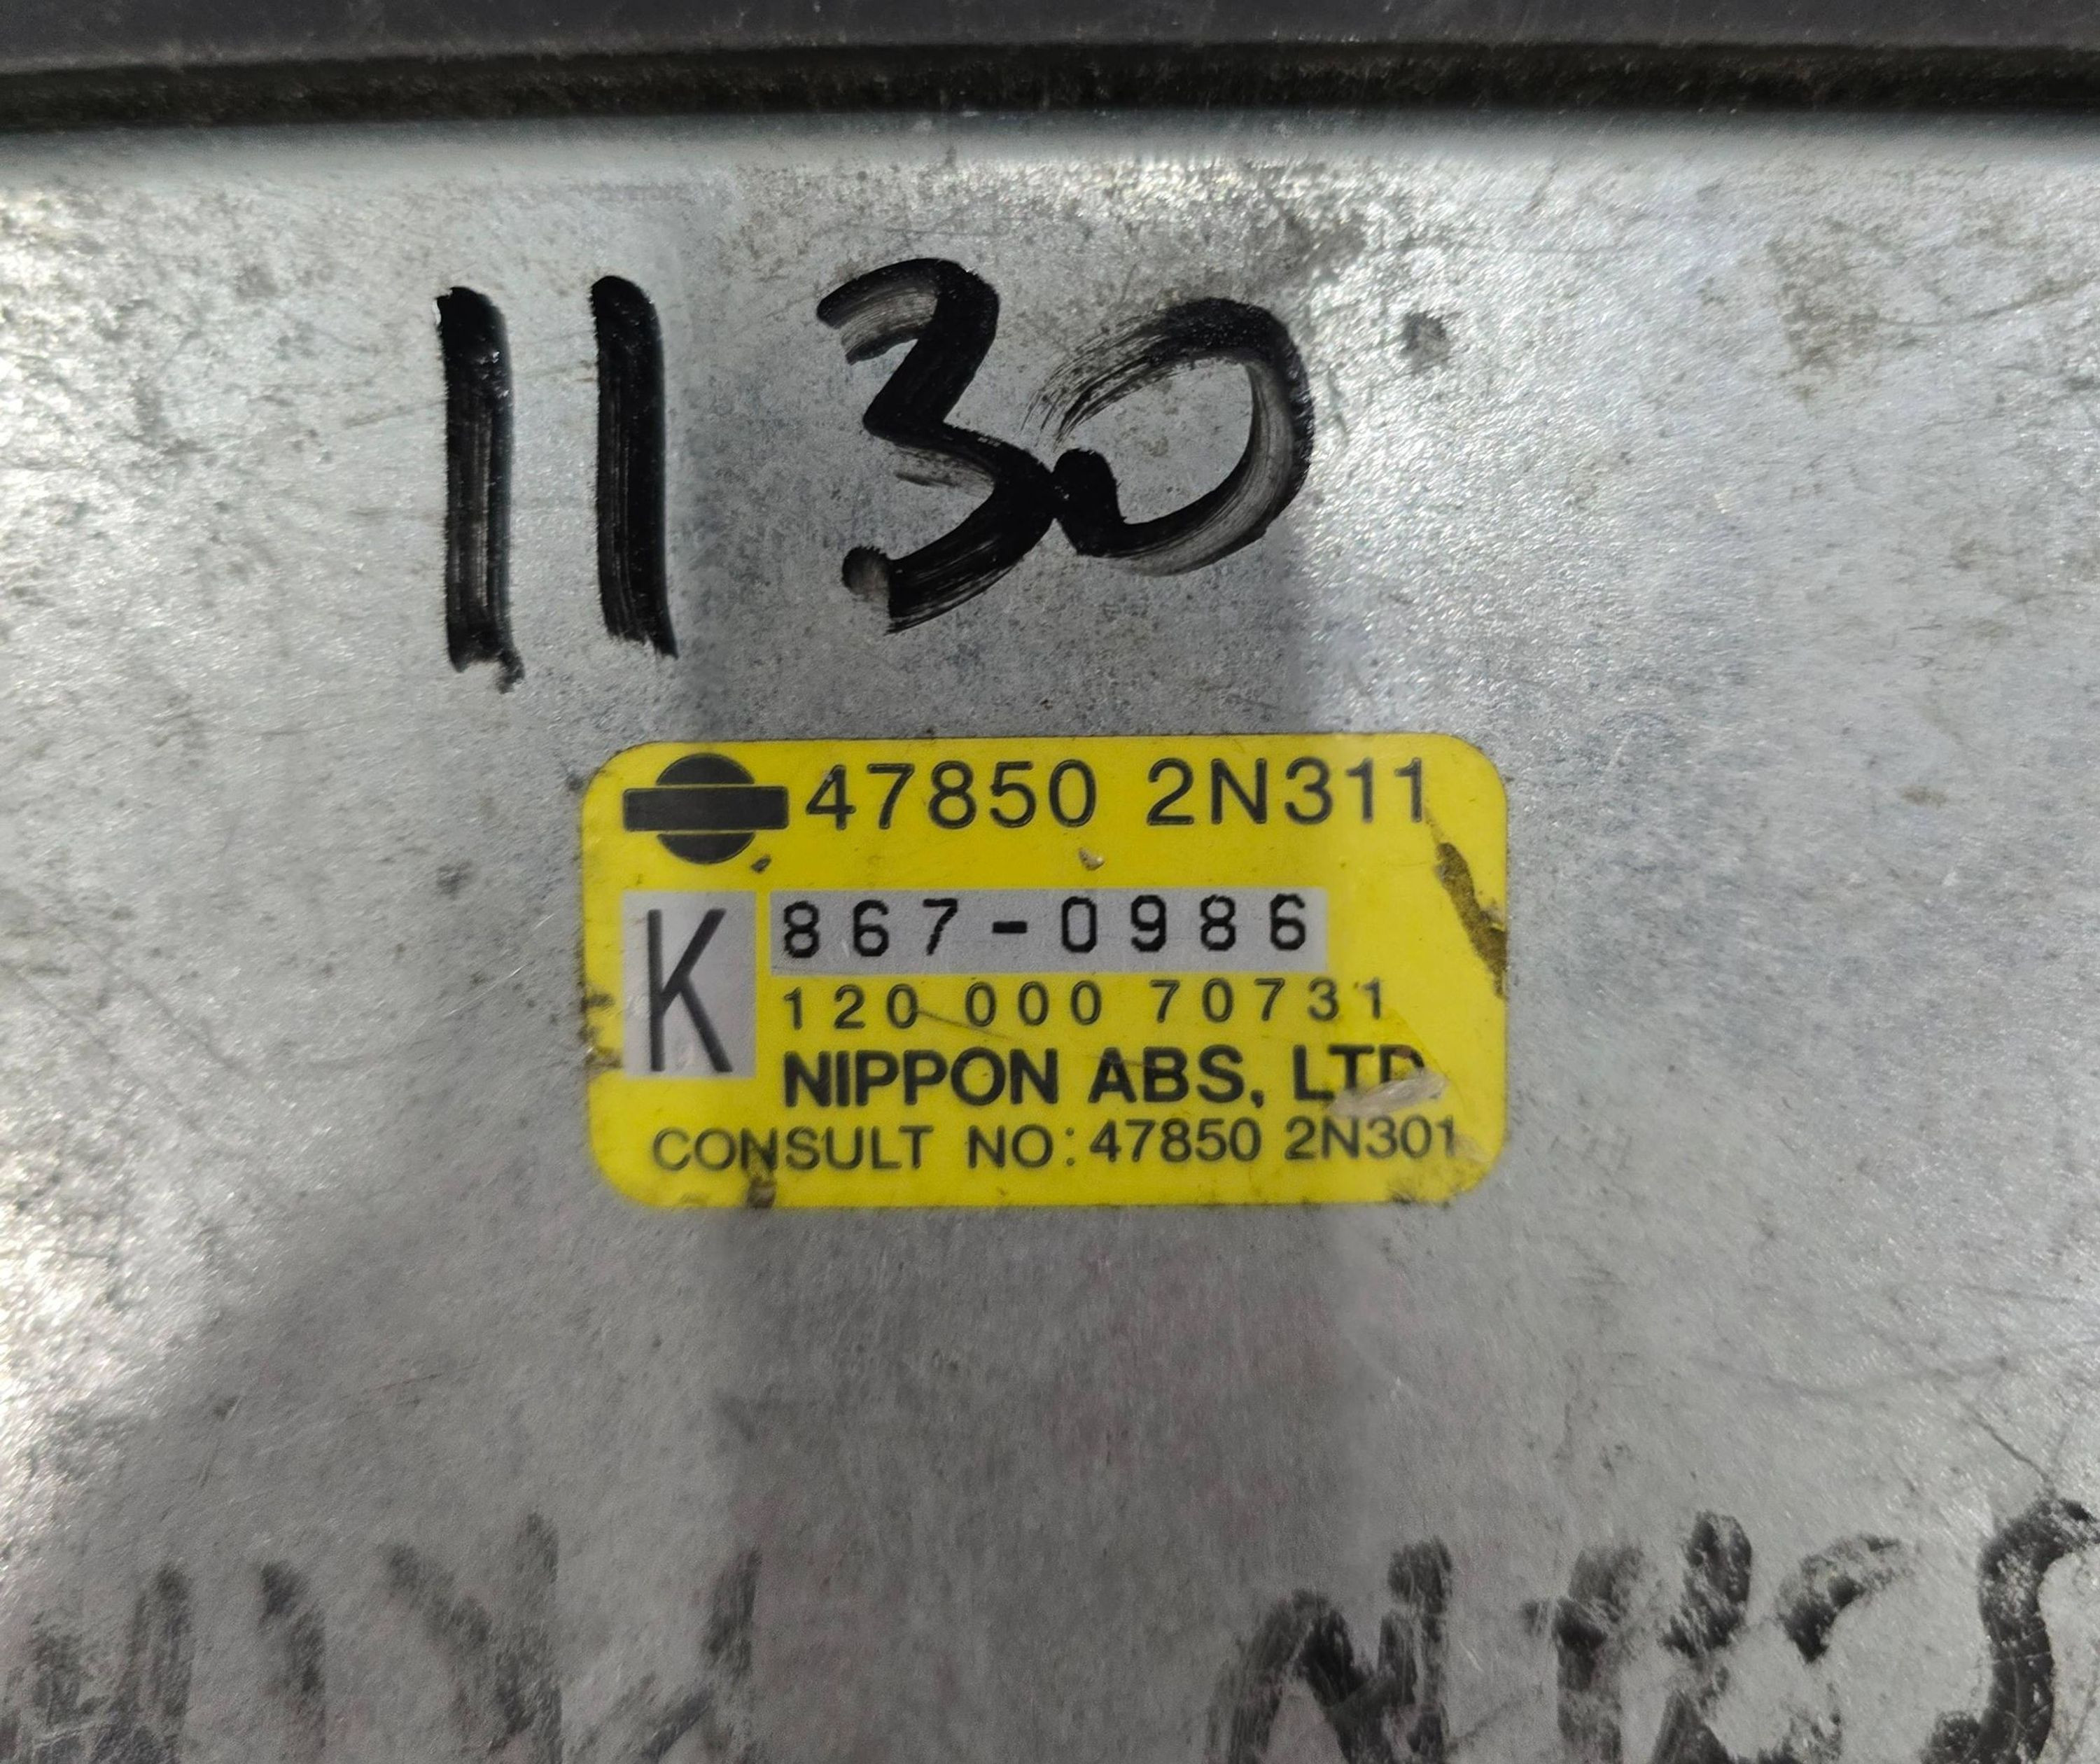 1130
47850 2N311
K
867-0986
120 000 70731
NIPPON ABS, LTD.
CONSULT NO: 47850 2N301